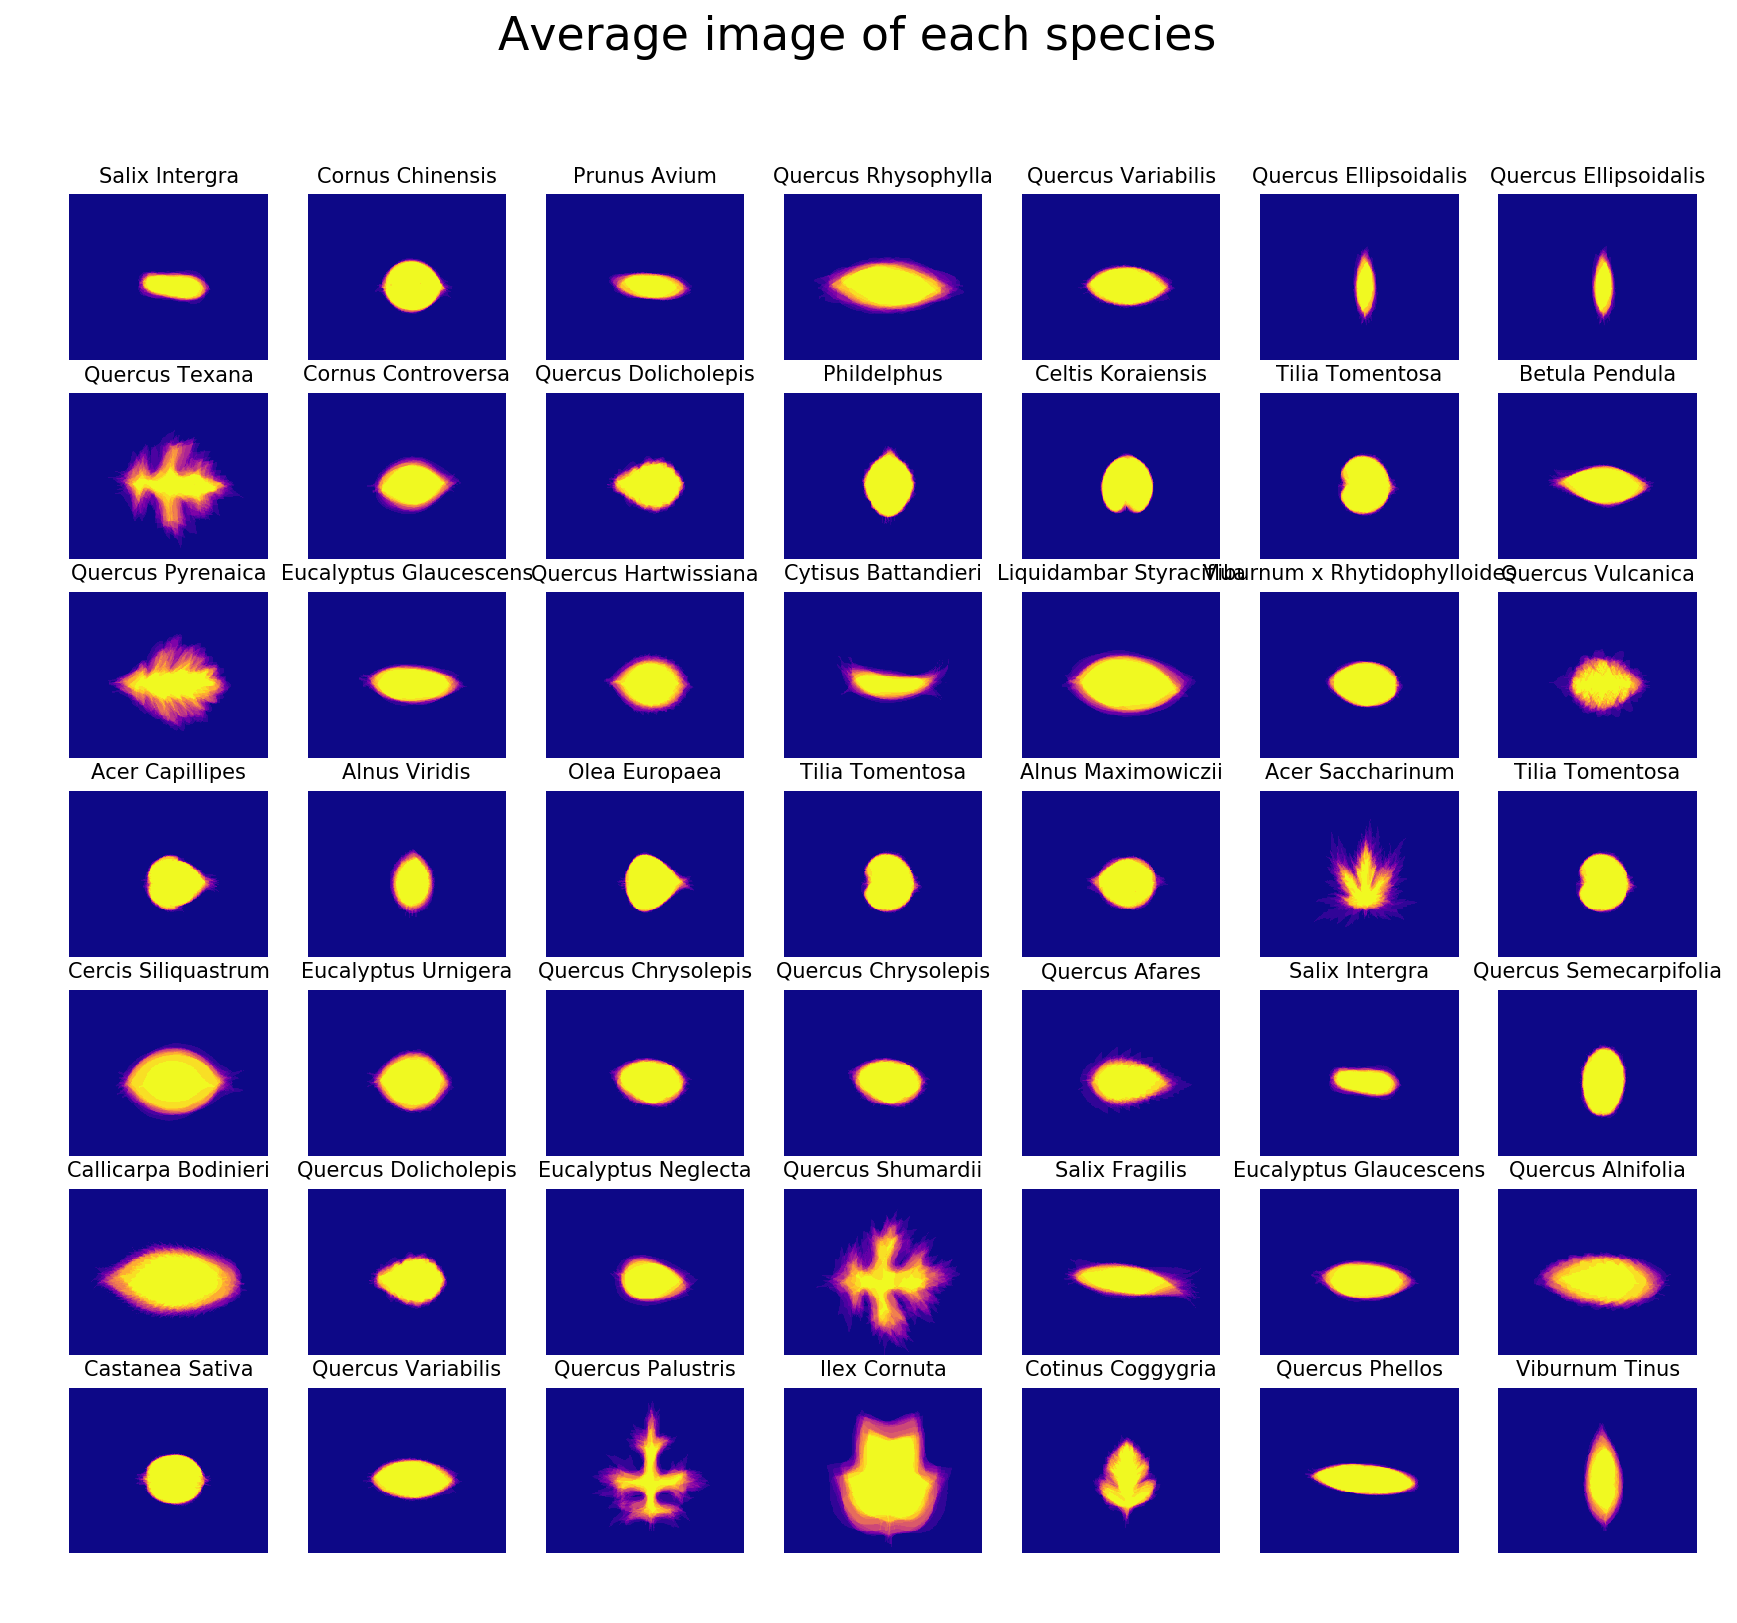 Average image of each species
Salix Intergra
Cornus Chinensis
Prunus Avium
Quercus Rhysophylla
Quercus Variabilis
Quercus Ellipsoidalis
Quercus Ellipsoidalis
Quercus Texana
Cornus Controversa
Quercus Dolicholepis
Phildelphus
Celtis Koraiensis
Tilia Tomentosa
Betula Pendula
Quercus Pyrenaica
Eucalyptus Glaucescens
Quercus Hartwissiana
Cytisus Battandieri
Liquidambar Styraciflua
Viburnum x Rhytidophylloides
Quercus Vulcanica
Acer Capillipes
Alnus Viridis
Olea Europaea
Tilia Tomentosa
Alnus Maximowiczii
Acer Saccharinum
Tilia Tomentosa
Cercis Siliquastrum
Eucalyptus Urnigera
Quercus Chrysolepis
Quercus Chrysolepis
Quercus Afares
Salix Intergra
Quercus Semecarpifolia
Callicarpa Bodinieri
Quercus Dolicholepis
Eucalyptus Neglecta
Quercus Shumardii
Salix Fragilis
Eucalyptus Glaucescens
Quercus Alnifolia
Castanea Sativa
Quercus Variabilis
Quercus Palustris
Ilex Cornuta
Cotinus Coggygria
Quercus Phellos
Viburnum Tinus